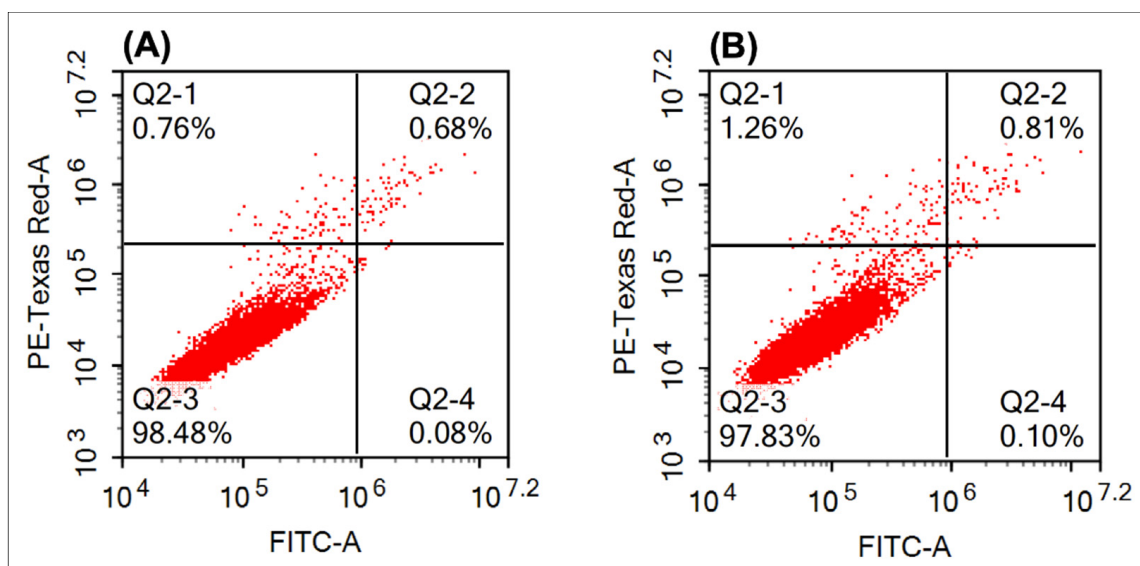 (A)
PE-Texas Red-A
10^7.2
10^6
10^5
10^4
10^3
Q2-1
0.76%
Q2-2
0.68%
Q2-3
98.48%
Q2-4
0.08%
10^4 10^5 10^6 10^7.2
FITC-A
(B)
PE-Texas Red-A
10^7.2
10^6
10^5
10^4
10^3
Q2-1
1.26%
Q2-2
0.81%
Q2-3
97.83%
Q2-4
0.10%
10^4 10^5 10^6 10^7.2
FITC-A